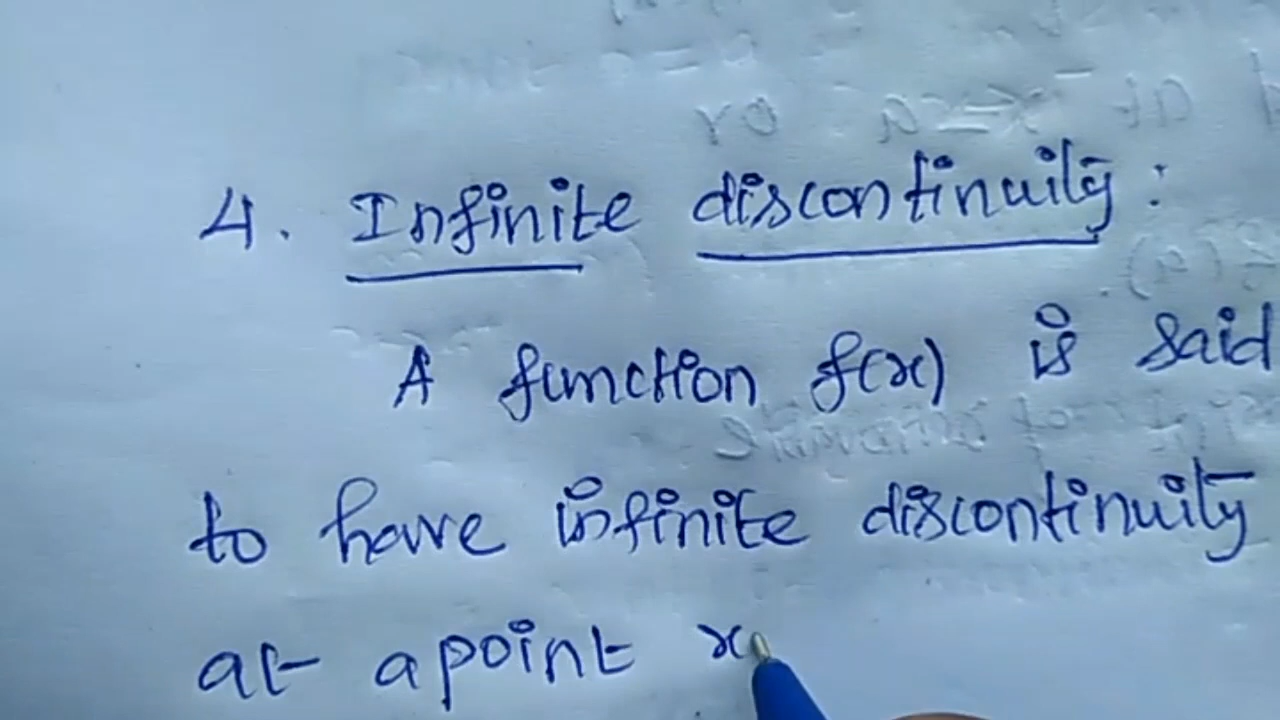 4. Infinite discontinuity :
A function f(x) is said
to have infinite discontinuity
at a point x